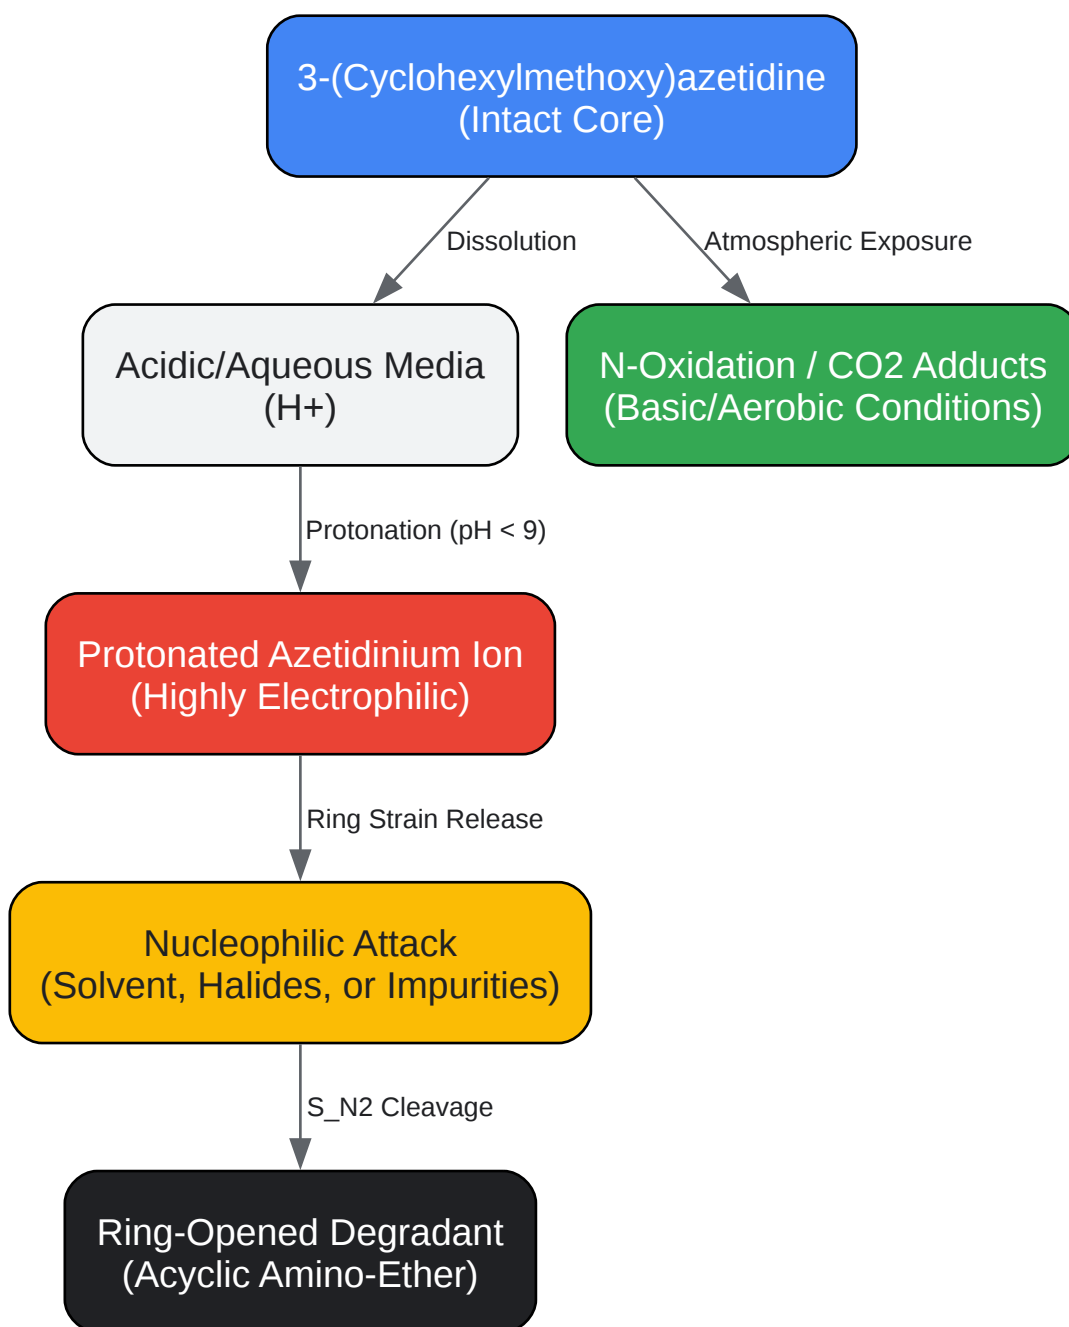 3-(Cyclohexylmethoxy)azetidine
(Intact Core)
Dissolution
Atmospheric Exposure
Acidic/Aqueous Media
(H+)
N-Oxidation / CO2 Adducts
(Basic/Aerobic Conditions)
Protonation (pH < 9)
Protonated Azetidinium Ion
(Highly Electrophilic)
Ring Strain Release
Nucleophilic Attack
(Solvent, Halides, or Impurities)
S_N2 Cleavage
Ring-Opened Degradant
(Acyclic Amino-Ether)